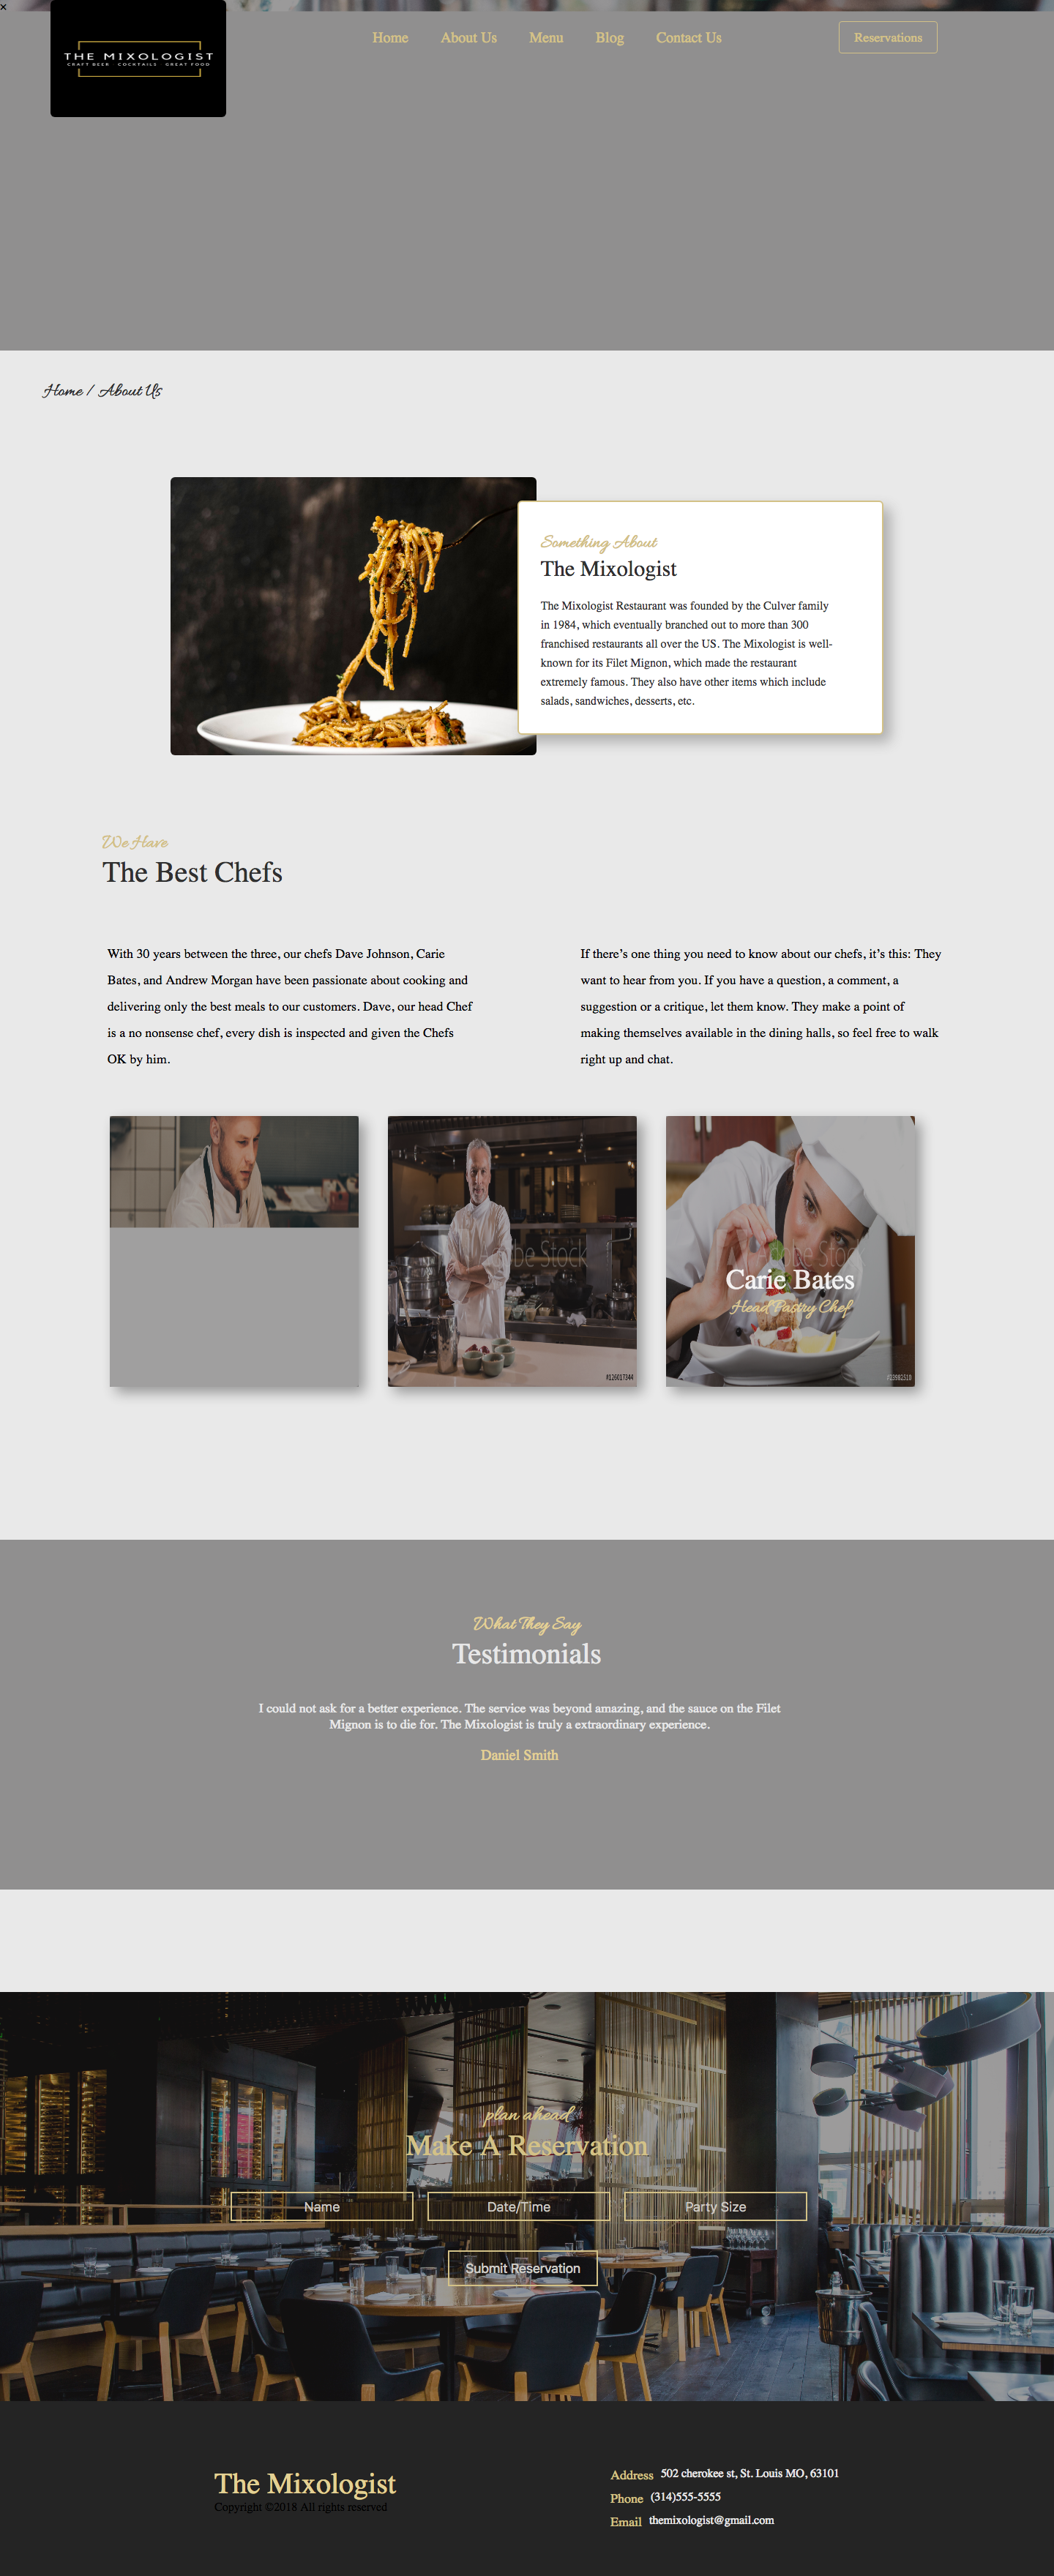 ×
THE MIXOLOGIST
CRAFT BEER COCKTAILS GREAT FOOD
Home About Us Menu Blog Contact Us Reservations
Home / About Us
Something About
The Mixologist
The Mixologist Restaurant was founded by the Culver family
in 1984, which eventually branched out to more than 300
franchised restaurants all over the US. The Mixologist is well-
known for its Filet Mignon, which made the restaurant
extremely famous. They also have other items which include
salads, sandwiches, desserts, etc.
We Have
The Best Chefs
With 30 years between the three, our chefs Dave Johnson, Carie
Bates, and Andrew Morgan have been passionate about cooking and
delivering only the best meals to our customers. Dave, our head Chef
is a no nonsense chef, every dish is inspected and given the Chefs
OK by him.
If there’s one thing you need to know about our chefs, it’s this: They
want to hear from you. If you have a question, a comment, a
suggestion or a critique, let them know. They make a point of
making themselves available in the dining halls, so feel free to walk
right up and chat.
Adobe Stock
#126017344
Adobe Stock
Carie Bates
Head Pastry Chef
What They Say
Testimonials
I could not ask for a better experience. The service was beyond amazing, and the sauce on the Filet
Mignon is to die for. The Mixologist is truly a extraordinary experience.
Daniel Smith
plan ahead
Make A Reservation
Name Date/Time Party Size
Submit Reservation
The Mixologist
Copyright ©2018 All rights reserved
Address 502 cherokee st, St. Louis MO, 63101
Phone (314)555-5555
Email themixologist@gmail.com